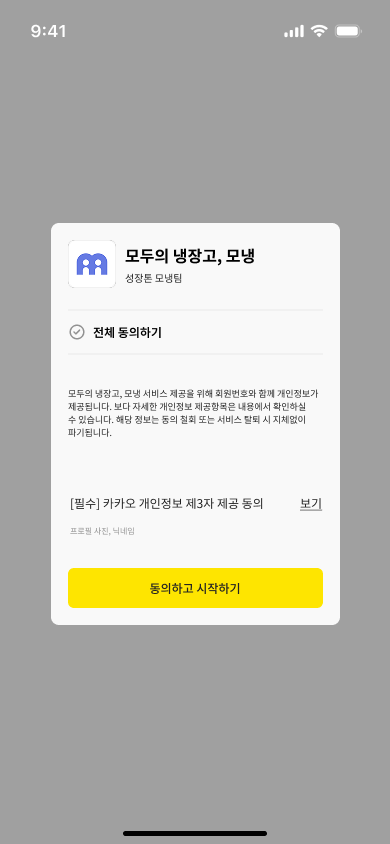 9:41
모두의 냉장고, 모냉
성장톤 모냉팀
전체 동의하기
모두의 냉장고, 모냉 서비스 제공을 위해 회원번호와 함께 개인정보가
제공됩니다. 보다 자세한 개인정보 제공항목은 내용에서 확인하실
수 있습니다. 해당 정보는 동의 철회 또는 서비스 탈퇴 시 지체없이
파기됩니다.
[필수] 카카오 개인정보 제3자 제공 동의 보기
프로필 사진, 닉네임
동의하고 시작하기